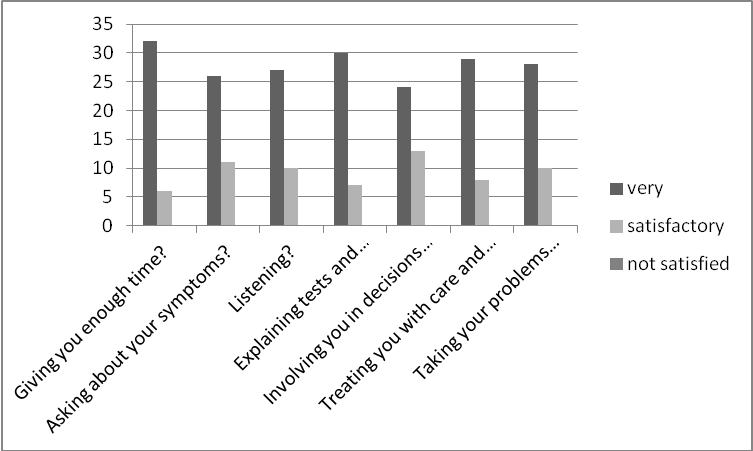 35
30
25
20
15
10
5
0
Giving you enough time?
Asking about your symptoms?
Listening?
Explaining tests and...
Involving you in decisions...
Treating you with care and...
Taking your problems...
very
satisfactory
not satisfied